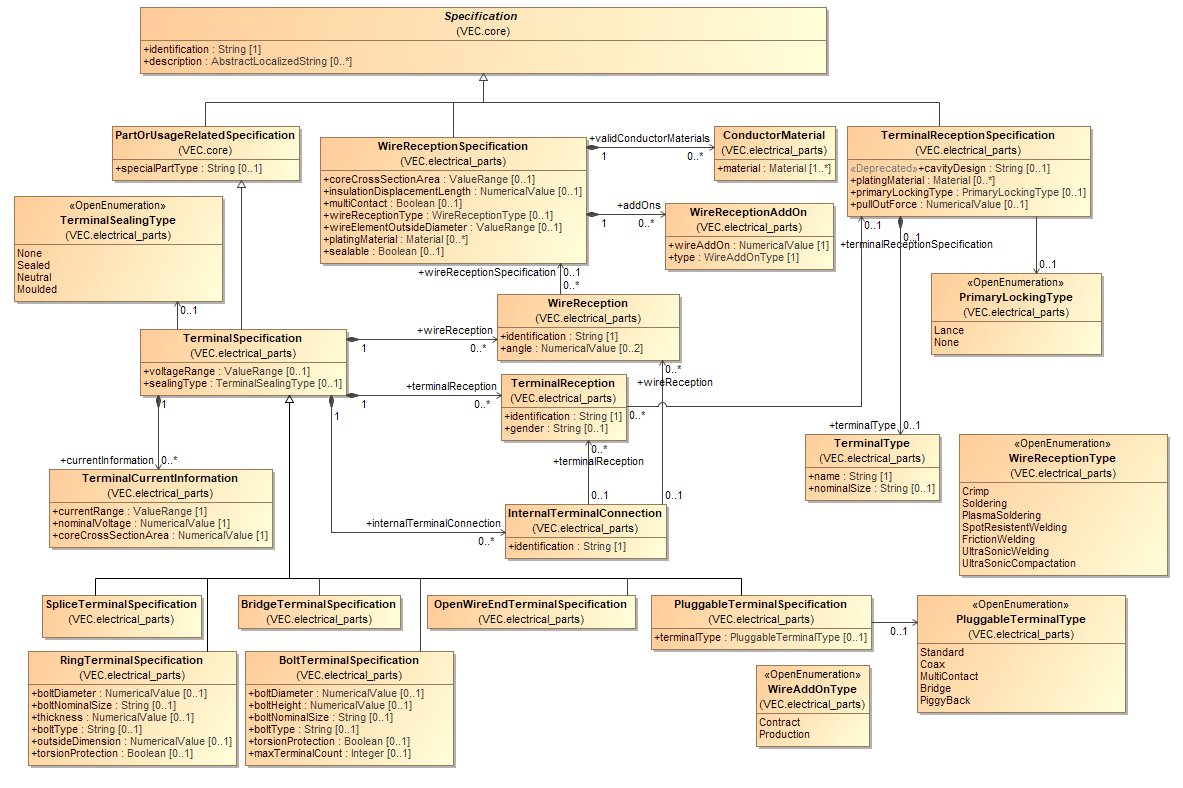 Specification
(VEC.core)
+identification : String [1]
+description : AbstractLocalizedString [0..*]
PartOrUsageRelatedSpecification
(VEC.core)
+specialPartType : String [0..1]
WireReceptionSpecification
(VEC.electrical_parts)
+coreCrossSectionArea : ValueRange [0..1]
+insulationDisplacementLength : NumericalValue [0..1]
+multiContact : Boolean [0..1]
+wireReceptionType : WireReceptionType [0..1]
+wireElementOutsideDiameter : ValueRange [0..1]
+platingMaterial : Material [0..*]
+sealable : Boolean [0..1]
+validConductorMaterials
1
0..*
ConductorMaterial
(VEC.electrical_parts)
+material : Material [1..*]
TerminalReceptionSpecification
(VEC.electrical_parts)
«Deprecated»+cavityDesign : String [0..1]
+platingMaterial : Material [0..*]
+primaryLockingType : PrimaryLockingType [0..1]
+pullOutForce : NumericalValue [0..1]
«OpenEnumeration»
TerminalSealingType
(VEC.electrical_parts)
None
Sealed
Neutral
Moulded
0..1
+addOns
1
0..*
WireReceptionAddOn
(VEC.electrical_parts)
+wireAddOn : NumericalValue [1]
+type : WireAddOnType [1]
0..1
0..1
+terminalReceptionSpecification
0..1
+wireReceptionSpecification
0..1
0..*
«OpenEnumeration»
PrimaryLockingType
(VEC.electrical_parts)
Lance
None
WireReception
(VEC.electrical_parts)
+identification : String [1]
+angle : NumericalValue [0..2]
TerminalSpecification
(VEC.electrical_parts)
+voltageRange : ValueRange [0..1]
+sealingType : TerminalSealingType [0..1]
+wireReception
1
0..*
+terminalReception
1
0..*
TerminalReception
(VEC.electrical_parts)
+identification : String [1]
+gender : String [0..1]
0..*
+wireReception
0..*
0..*
+terminalReception
1
1
+currentInformation
0..*
+terminalType
0..1
TerminalType
(VEC.electrical_parts)
+name : String [1]
+nominalSize : String [0..1]
«OpenEnumeration»
WireReceptionType
(VEC.electrical_parts)
Crimp
Soldering
PlasmaSoldering
SpotResistentWelding
FrictionWelding
UltraSonicWelding
UltraSonicCompactation
TerminalCurrentInformation
(VEC.electrical_parts)
+currentRange : ValueRange [0..1]
+nominalVoltage : NumericalValue [1]
+coreCrossSectionArea : NumericalValue [1]
0..1
0..1
+internalTerminalConnection
0..*
InternalTerminalConnection
(VEC.electrical_parts)
+identification : String [1]
SpliceTerminalSpecification
(VEC.electrical_parts)
BridgeTerminalSpecification
(VEC.electrical_parts)
OpenWireEndTerminalSpecification
(VEC.electrical_parts)
PluggableTerminalSpecification
(VEC.electrical_parts)
+terminalType : PluggableTerminalType [0..1]
0..1
«OpenEnumeration»
PluggableTerminalType
(VEC.electrical_parts)
Standard
Coax
MultiContact
Bridge
PiggyBack
RingTerminalSpecification
(VEC.electrical_parts)
+boltDiameter : NumericalValue [0..1]
+boltNominalSize : String [0..1]
+thickness : NumericalValue [0..1]
+boltType : String [0..1]
+outsideDimension : NumericalValue [0..1]
+torsionProtection : Boolean [0..1]
BoltTerminalSpecification
(VEC.electrical_parts)
+boltDiameter : NumericalValue [0..1]
+boltHeight : NumericalValue [0..1]
+boltNominalSize : String [0..1]
+boltType : String [0..1]
+torsionProtection : Boolean [0..1]
+maxTerminalCount : Integer [0..1]
«OpenEnumeration»
WireAddOnType
(VEC.electrical_parts)
Contract
Production